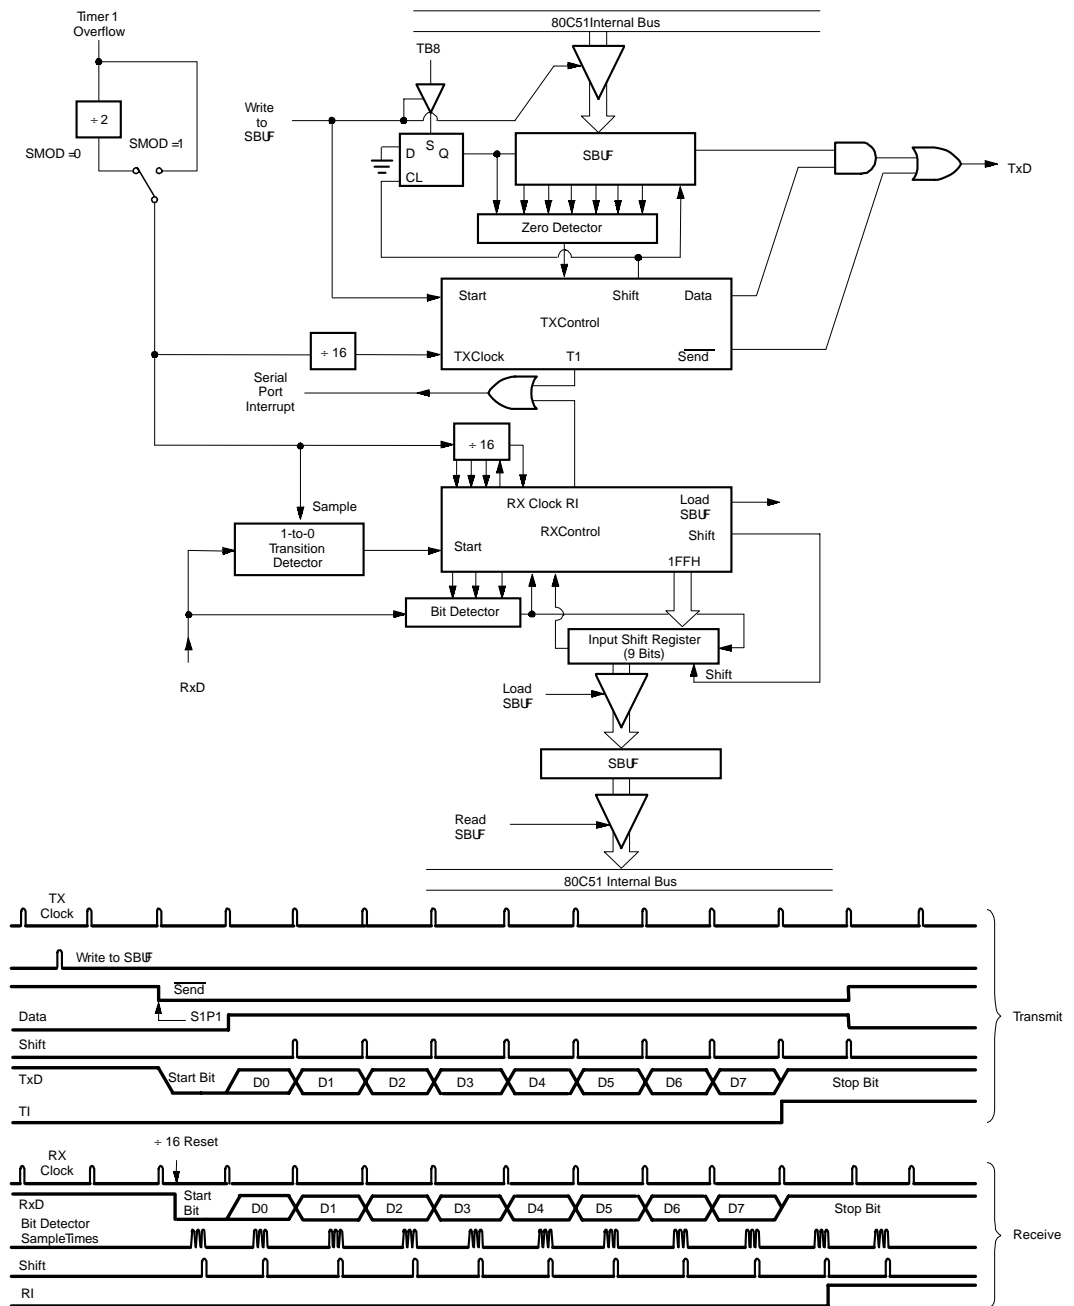 Timer 1
Overflow
80C51Internal Bus
TB8
÷ 2
Write
to
SBUF
SMOD =0
SMOD =1
D
S
Q
CL
SBUF
TxD
Zero Detector
Start
Shift
Data
TXControl
÷ 16
TXClock
T1
Send
Serial
Port
Interrupt
÷ 16
Sample
RX Clock RI
Load
SBUF
RXControl
Shift
1-to-0
Transition
Detector
Start
1FFH
Bit Detector
Input Shift Register
(9 Bits)
Shift
RxD
Load
SBUF
SBUF
Read
SBUF
80C51 Internal Bus
TX
Clock
Write to SBUF
Send
Data
S1P1
Transmit
Shift
TxD
Start Bit
D0
D1
D2
D3
D4
D5
D6
D7
Stop Bit
TI
÷ 16 Reset
RX
Clock
RxD
Start
Bit
D0
D1
D2
D3
D4
D5
D6
D7
Stop Bit
Bit Detector
SampleTimes
Receive
Shift
RI